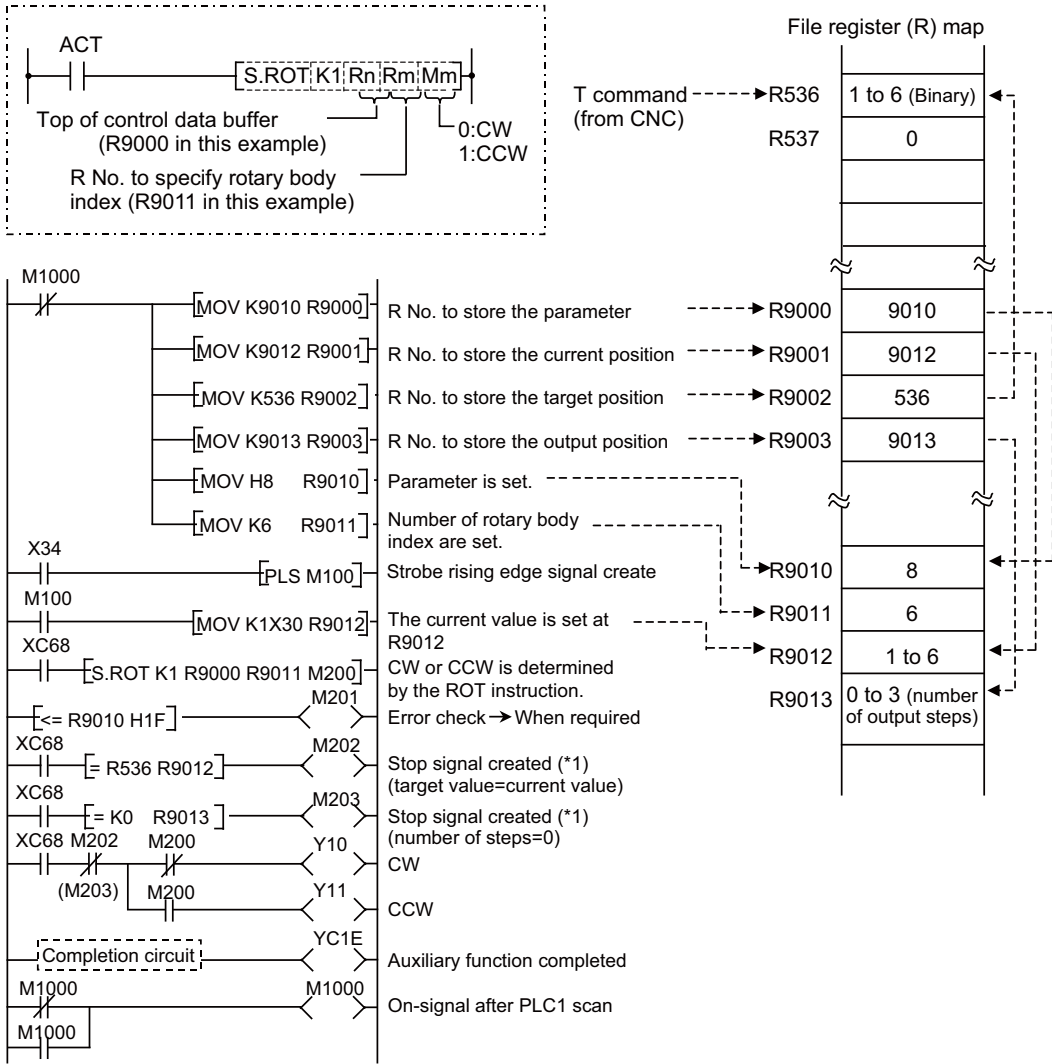 ACT
S.ROT K1 Rn Rm Mm
Top of control data buffer
(R9000 in this example)
0:CW
1:CCW
R No. to specify rotary body
index (R9011 in this example)
File register (R) map
T command
(from CNC)
R536
1 to 6 (Binary)
R537
0
M1000
MOV K9010 R9000
R No. to store the parameter
R9000
9010
MOV K9012 R9001
R No. to store the current position
R9001
9012
MOV K536 R9002
R No. to store the target position
R9002
536
MOV K9013 R9003
R No. to store the output position
R9003
9013
MOV H8 R9010
Parameter is set.
MOV K6 R9011
Number of rotary body
index are set.
X34
PLS M100
Strobe rising edge signal create
R9010
8
M100
MOV K1X30 R9012
The current value is set at
R9012
R9011
6
XC68
S.ROT K1 R9000 R9011 M200
CW or CCW is determined
by the ROT instruction.
R9012
1 to 6
R9013
0 to 3 (number
of output steps)
<= R9010 H1F
M201
Error check → When required
XC68
= R536 R9012
M202
Stop signal created (*1)
(target value=current value)
XC68
= K0 R9013
M203
Stop signal created (*1)
(number of steps=0)
XC68 M202 M200
Y10
CW
(M203)
M200
Y11
CCW
Completion circuit
YC1E
Auxiliary function completed
M1000
M1000
On-signal after PLC1 scan
M1000